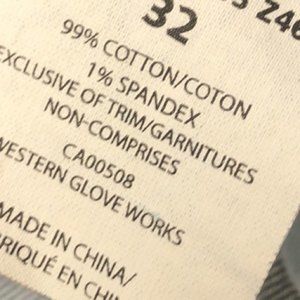 32
99% COTTON/COTON
1% SPANDEX
EXCLUSIVE OF TRIM/GARNITURES
NON-COMPRISES
CA00508
WESTERN GLOVE WORKS
MADE IN CHINA/